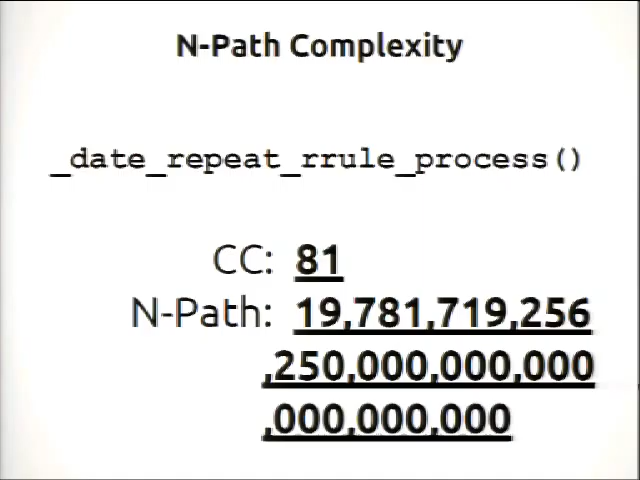 N-Path Complexity
_date_repeat_rrule_process()
CC: 81
N-Path: 19,781,719,256
,250,000,000,000
,000,000,000